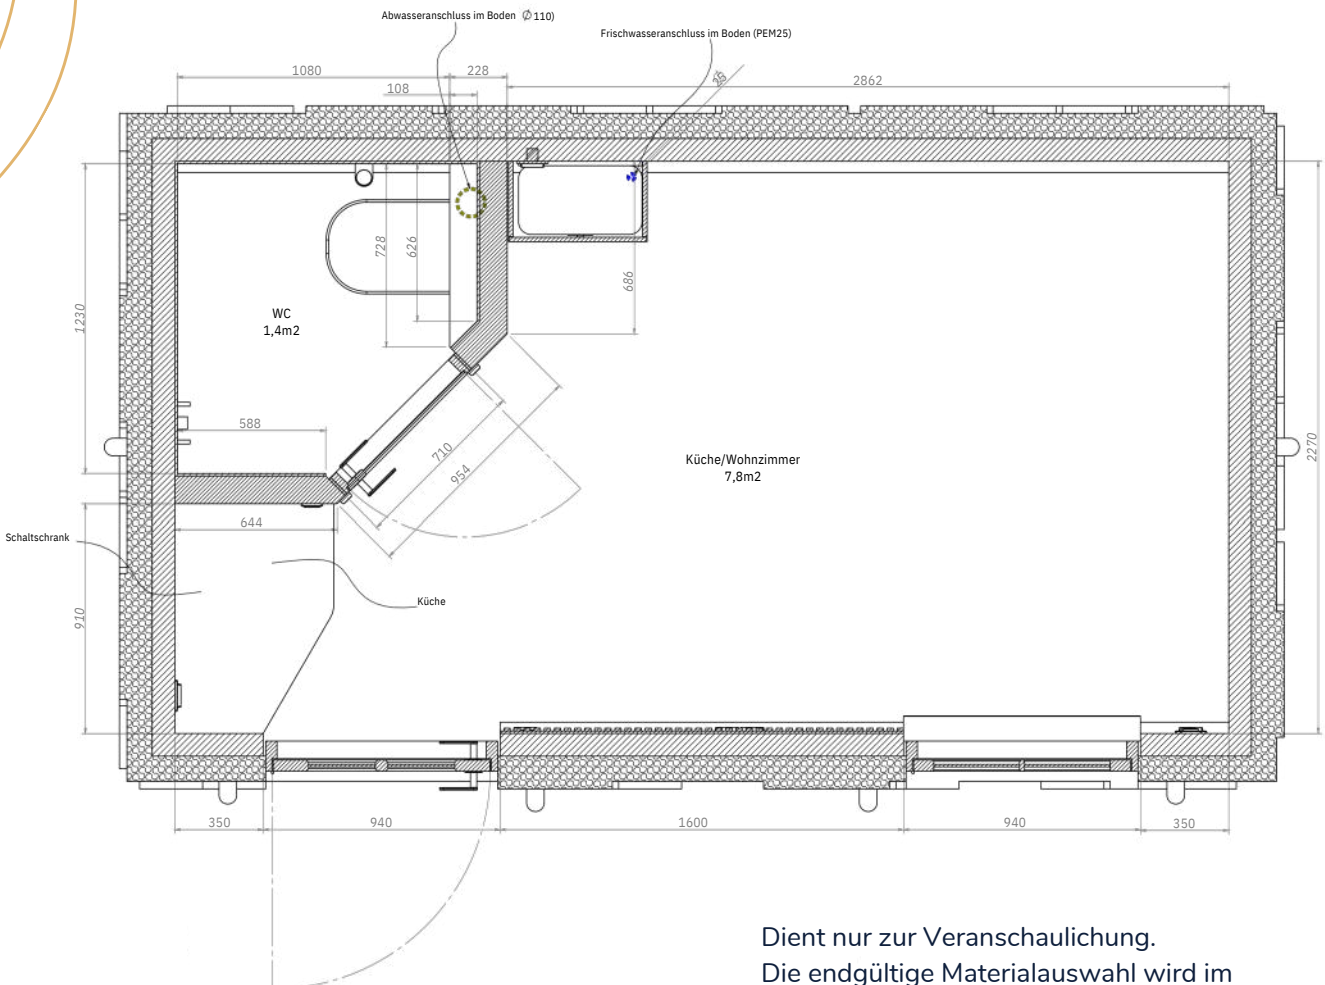 Abwasseranschluss im Boden ∅110)
Frischwasseranschluss im Boden (PEM25)
1080
228
108
2862
1230
728
626
686
WC
1,4m2
588
710
954
Küche/Wohnzimmer
7,8m2
2270
644
Schaltschrank
Küche
910
350
940
1600
940
350
Dient nur zur Veranschaulichung.
Die endgültige Materialauswahl wird im